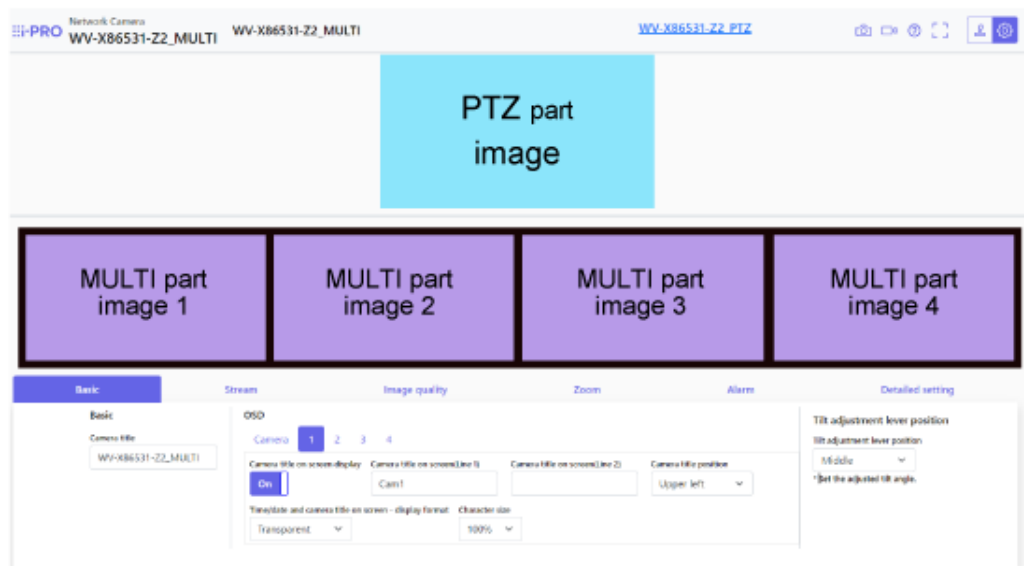 i-PRO Network Camera
WV-X86531-Z2_MULTI WV-X86531-Z2_MULTI WV-X86531-Z2_PTZ
PTZ part
image
MULTI part
image 1
MULTI part
image 2
MULTI part
image 3
MULTI part
image 4
Basic Stream Image quality Zoom Alarm Detailed setting
Basic
Camera title
WV-X86531-Z2_MULTI
OSD
Camera 1 2 3 4
Camera title on screen display Camera title on screen(Line 1) Camera title on screen(Line 2) Camera title position
On Cam1 Upper left
Time/date and camera title on screen - display format Character size
Transparent 100%
Tilt adjustment lever position
Tilt adjustment lever position
Middle
*Set the adjusted tilt angle.